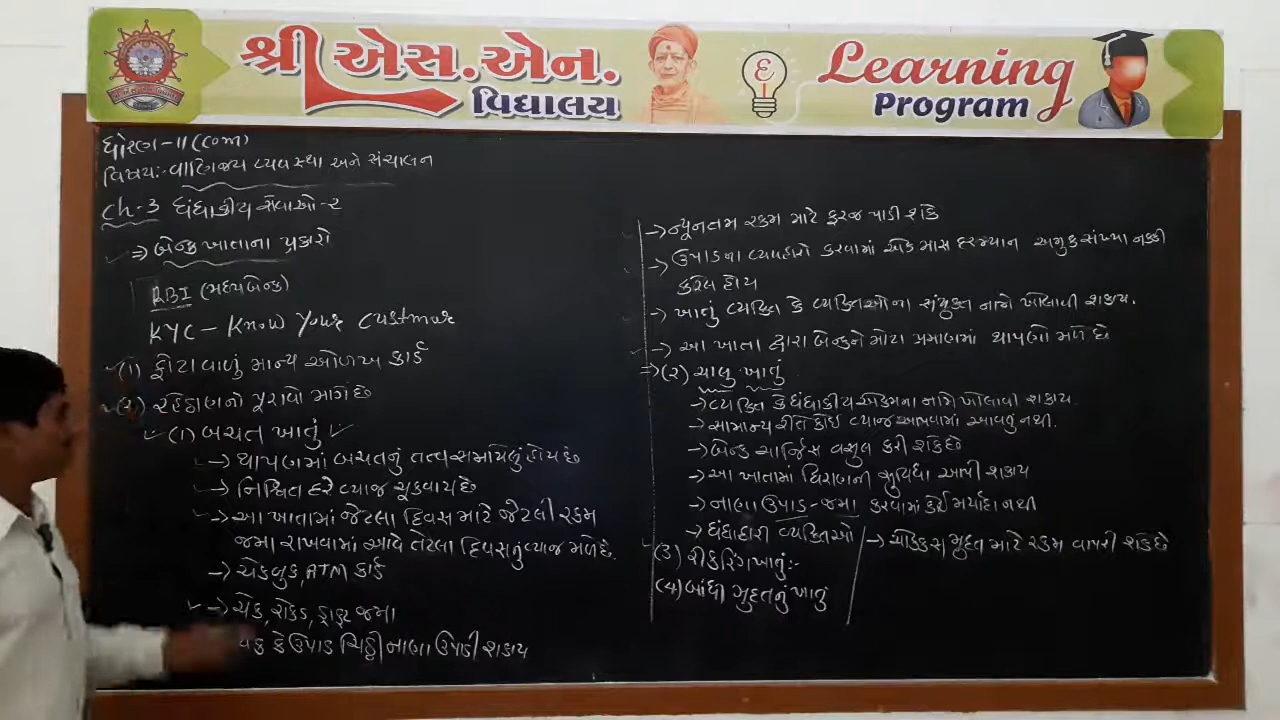 શ્રી એસ. એન. વિદ્યાલય
Learning Program
ધોરણ-11 (com)
વિષય:-વાણિજ્ય વ્યવસ્થા અને સંચાલન
ch-3 ધંધાકીય સેવાઓ-2
⇒ બેન્ક ખાતાના પ્રકારો
RBI (મધ્યબેન્ક)
KYC - Know Your
(1) ફોટાવાળું માન્ય ઓળખ કાર્ડ
(2) રહેઠાણનો પૂરાવો માંગે છે
(1) બચત ખાતું
→ થાપણમાં બચતનું તત્વ સમાયેલું હોય છે
→ નિશ્ચિત દરે વ્યાજ ચૂકવાય છે
→ આ ખાતામાં જેટલા દિવસ માટે જેટલી રકમ
જમા રાખવામાં આવે તેટલા દિવસનું વ્યાજ મળે છે.
→ ચેકબુક, ATM કાર્ડ
→ ચેક, રોકડ, ડ્રાફ્ટ જમા
ચેક કે ઉપાડ ચિઠ્ઠી નાણા ઉપાડી શકાય
→ ન્યૂનતમ રકમ માટે ફરજ પાડી શકે
→ ઉપાડના વ્યવહારો કરવામાં એક માસ દરમ્યાન અમુક સંખ્યા નક્કી
કરેલ હોય
→ ખાતું વ્યક્તિ કે વ્યક્તિઓના સંયુક્ત નામે ખોલાવી શકાય.
→ આ ખાતા દ્વારા બેન્કને મોટા પ્રમાણમાં થાપણો મળે છે
⇒ (2) ચાલુ ખાતું
→ વ્યક્તિ કે ધંધાકીય એકમના નામે ખોલાવી શકાય.
→ સામાન્ય રીતે કોઈ વ્યાજ આપવામાં આવતું નથી.
→ બેન્ક ચાર્જિસ વસુલ કરી શકે છે
→ આ ખાતામાં ધિરાણની સુવિધા આપી શકાય
→ નાણા ઉપાડ-જમા કરવામાં કોઈ મર્યાદા નથી
→ ધંધાદારી વ્યક્તિઓ
(3) રીકરિંગ ખાતું:-
(4) બાંધી મુદતનું ખાતું
→ ચોક્કસ મુદત માટે રકમ વાપરી શકે છે